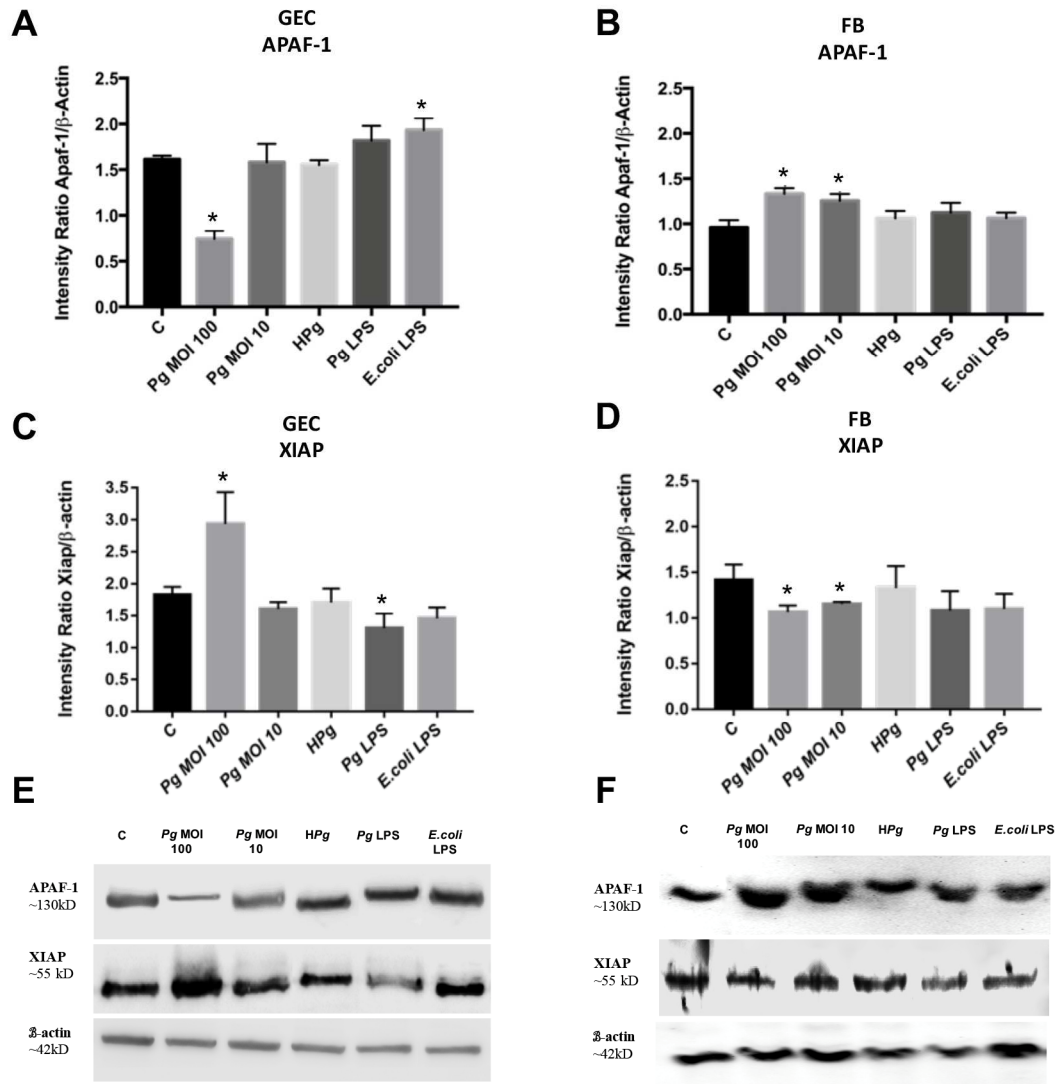 A
GEC
APAF-1
Intensity Ratio Apaf-1/β-Actin
2.5
2.0
1.5
1.0
0.5
0.0
*
*
C
Pg MOI 100
Pg MOI 10
HPg
Pg LPS
E.coli LPS
B
FB
APAF-1
Intensity Ratio Apaf-1/β-Actin
2.5
2.0
1.5
1.0
0.5
0.0
*
*
C
Pg MOI 100
Pg MOI 10
HPg
Pg LPS
E.coli LPS
C
GEC
XIAP
Intensity Ratio Xiap/β-actin
3.5
3.0
2.5
2.0
1.5
1.0
0.5
0.0
*
*
C
Pg MOI 100
Pg MOI 10
HPg
Pg LPS
E.coli LPS
D
FB
XIAP
Intensity Ratio Xiap/β-actin
2.5
2.0
1.5
1.0
0.5
0.0
*
*
C
Pg MOI 100
Pg MOI 10
HPg
Pg LPS
E.coli LPS
E
C
Pg MOI
100
Pg MOI
10
HPg
Pg LPS
E.coli
LPS
APAF-1
~130kD
XIAP
~55 kD
ß-actin
~42kD
F
C
Pg MOI
100
Pg MOI 10
HPg
Pg LPS
E.coli LPS
APAF-1
~130kD
XIAP
~55 kD
ß-actin
~42kD